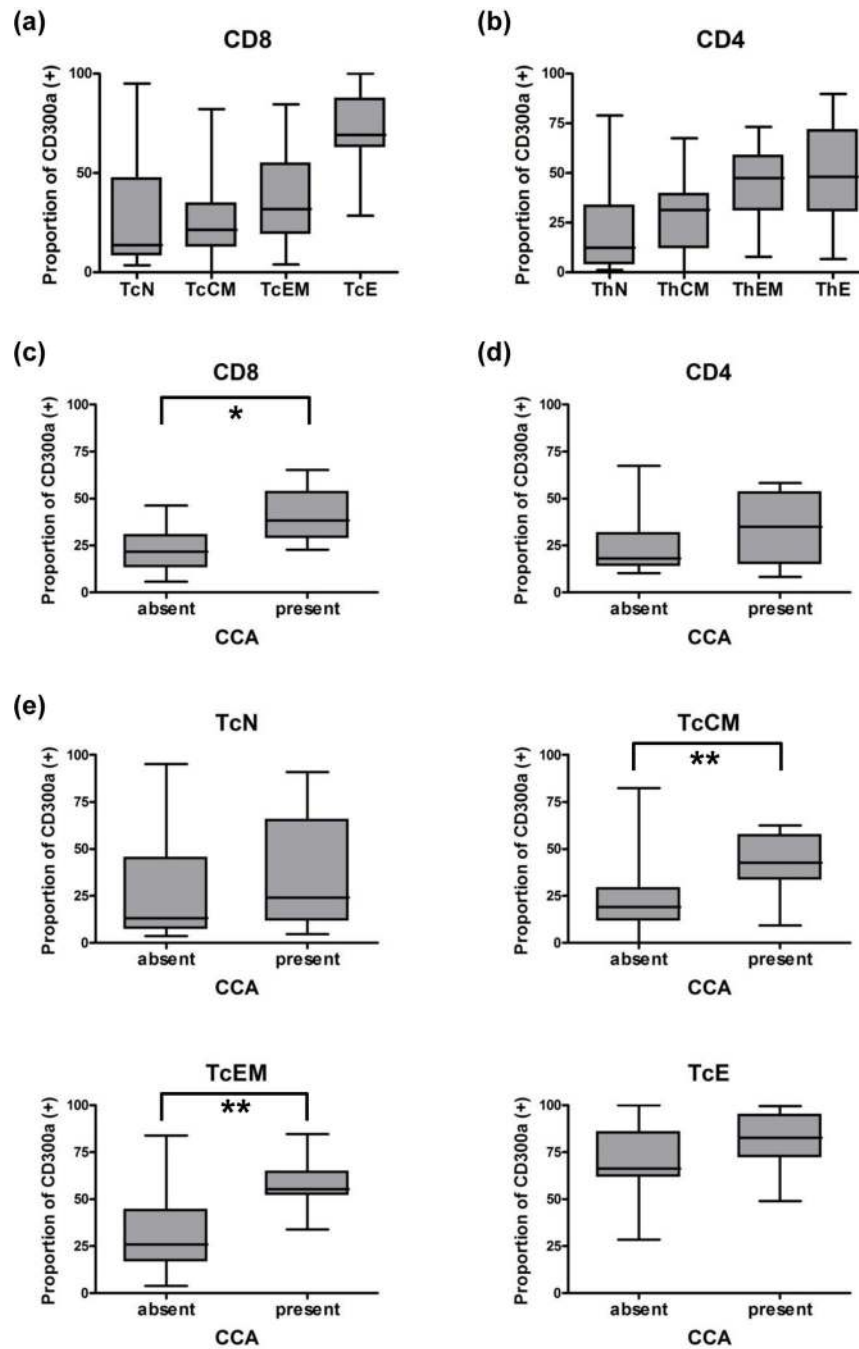 (a)
CD8
Proportion of CD300a (+)
100
50
0
TcN TcCM TcEM TcE
(b)
CD4
Proportion of CD300a (+)
100
75
50
25
0
ThN ThCM ThEM ThE
(c)
CD8
*
Proportion of CD300a (+)
100
75
50
25
0
absent present
CCA
(d)
CD4
Proportion of CD300a (+)
100
75
50
25
0
absent present
CCA
(e)
TcN
Proportion of CD300a (+)
100
75
50
25
0
absent present
CCA
TcCM
**
Proportion of CD300a (+)
100
75
50
25
0
absent present
CCA
TcEM
**
Proportion of CD300a (+)
100
75
50
25
0
absent present
CCA
TcE
Proportion of CD300a (+)
100
75
50
25
0
absent present
CCA